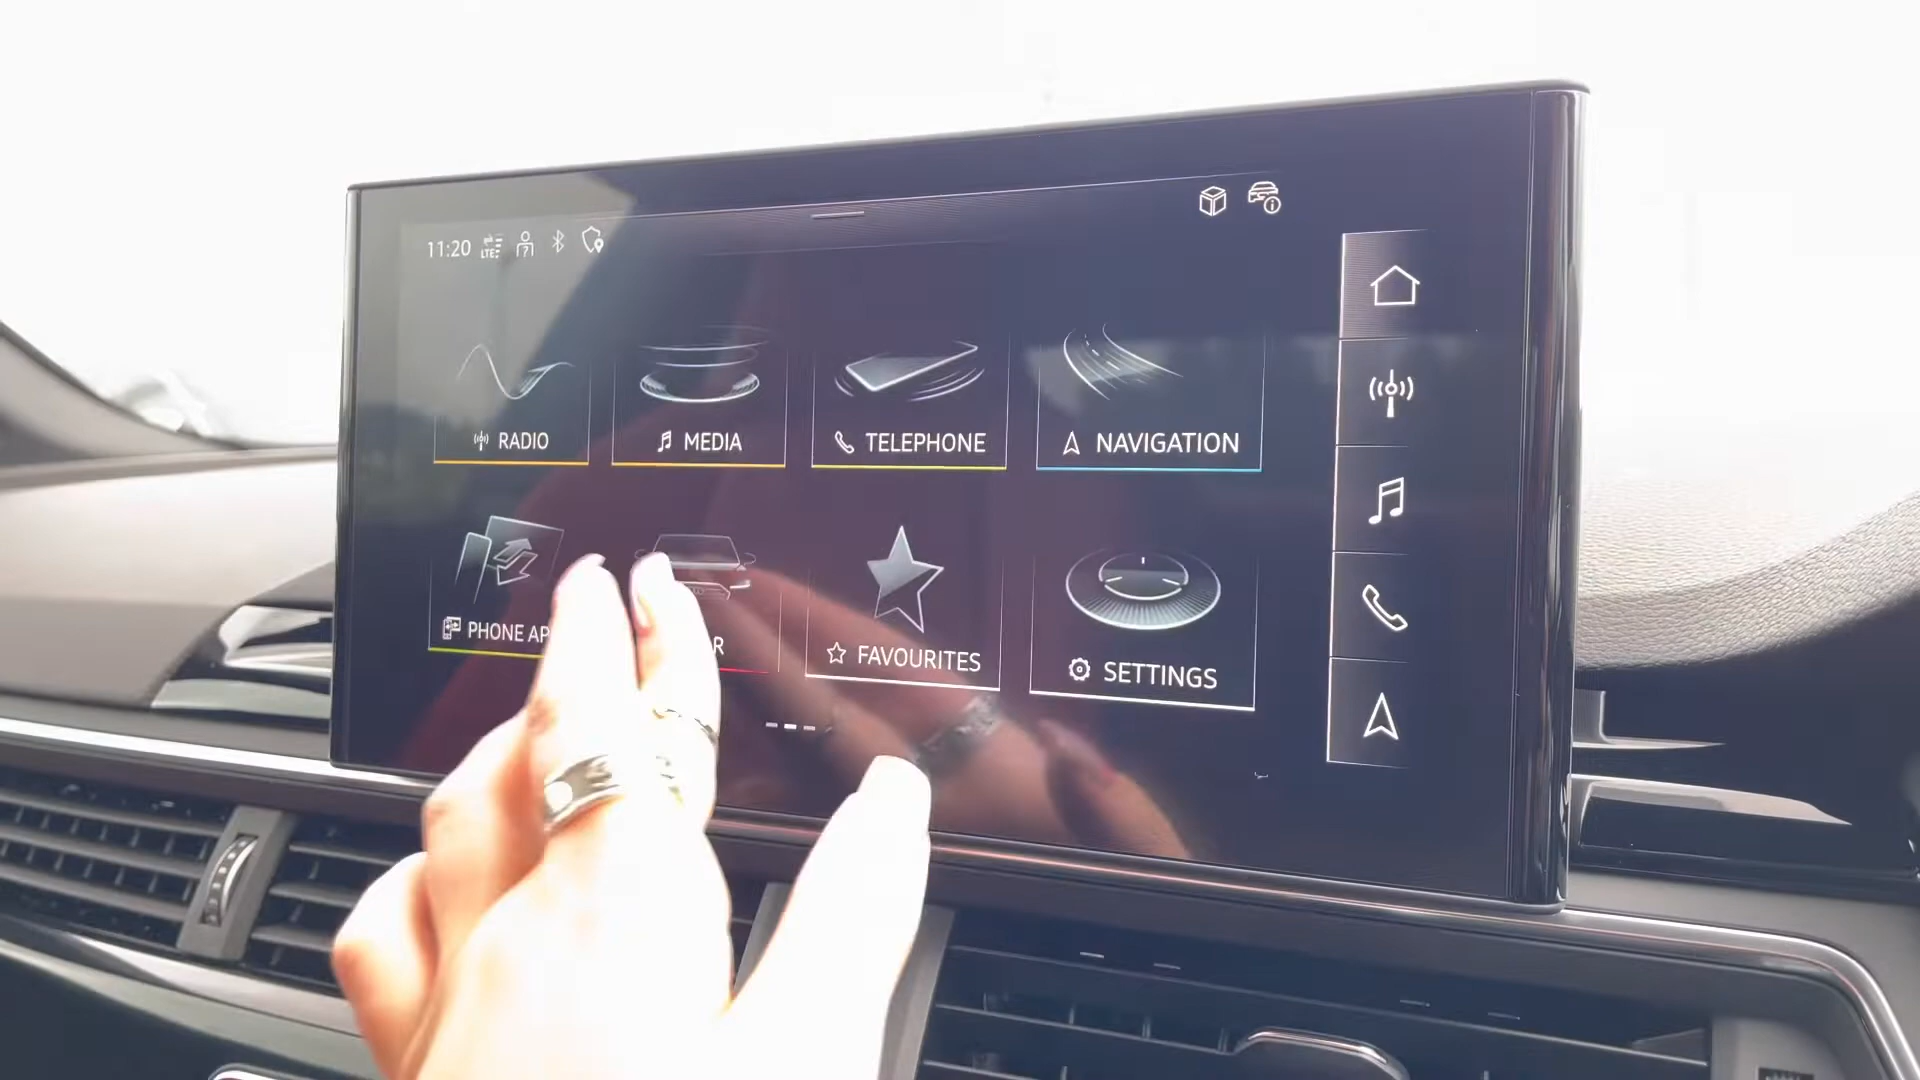 11:20 LTE
RADIO
MEDIA
TELEPHONE
NAVIGATION
PHONE AP
R
FAVOURITES
SETTINGS